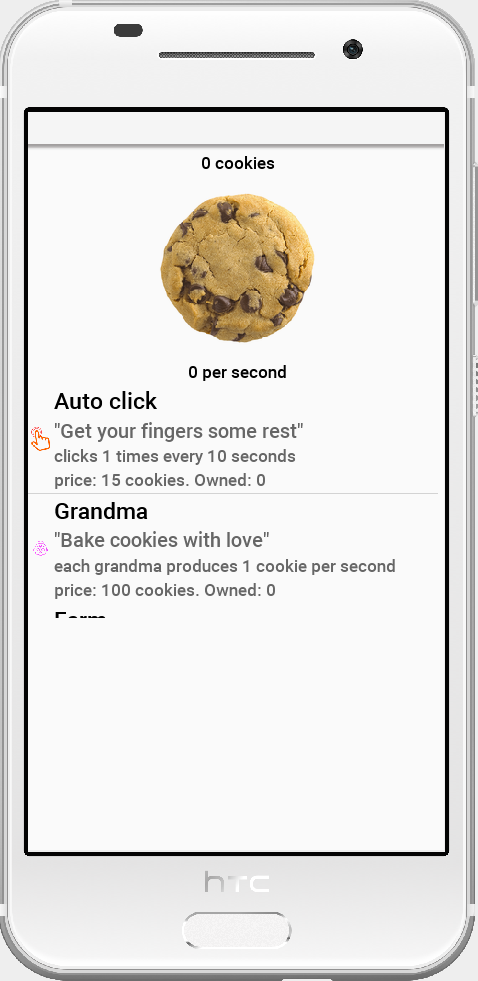 0 cookies
0 per second
Auto click
"Get your fingers some rest"
clicks 1 times every 10 seconds
price: 15 cookies. Owned: 0
Grandma
"Bake cookies with love"
each grandma produces 1 cookie per second
price: 100 cookies. Owned: 0
hTC